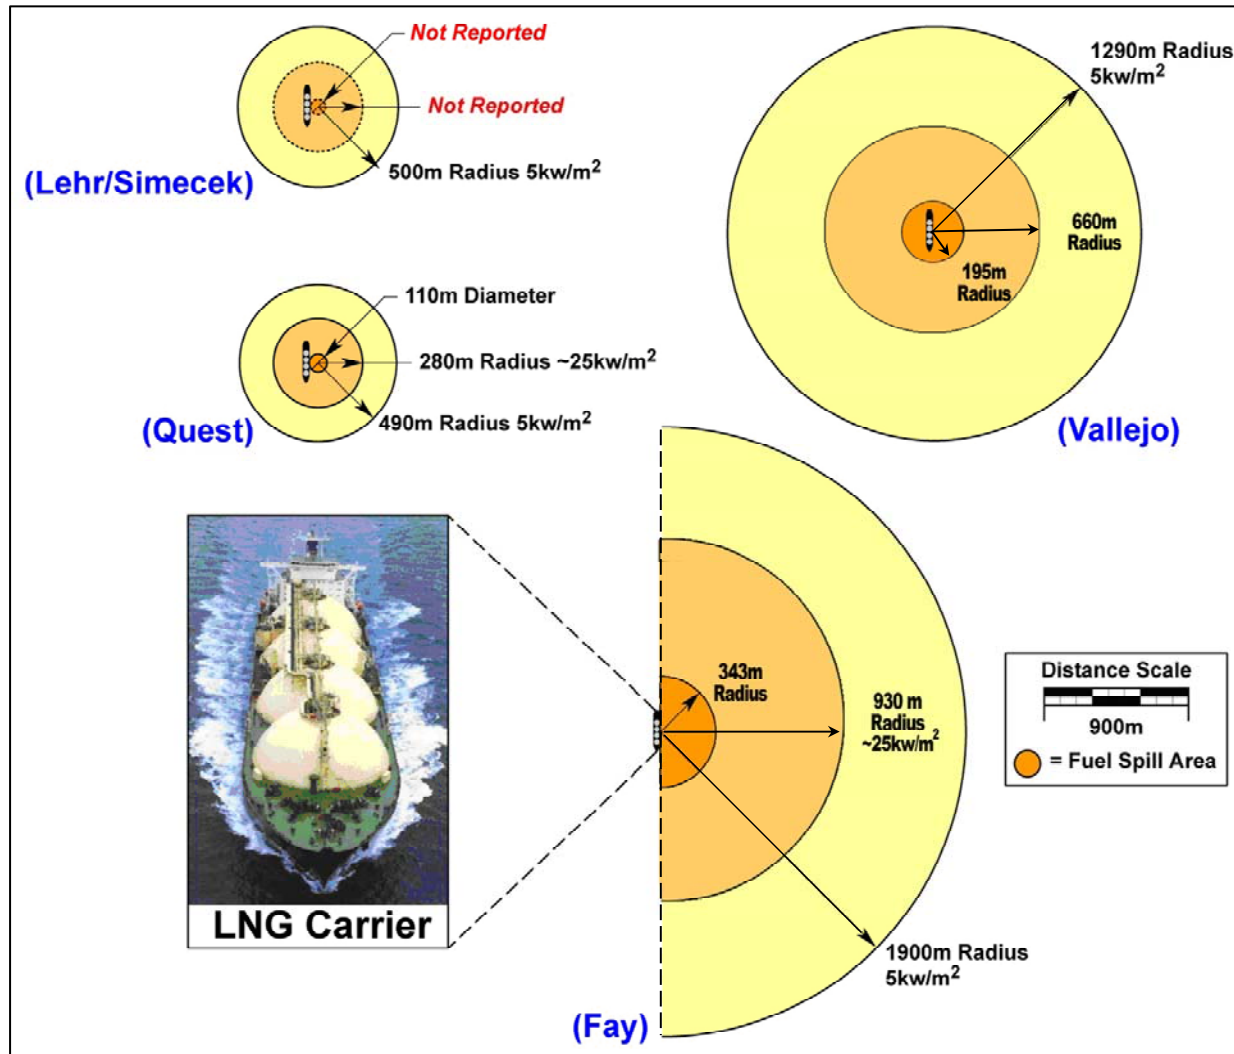 Not Reported
Not Reported
500m Radius 5kw/m²
(Lehr/Simecek)
1290m Radius
5kw/m²
660m
Radius
195m
Radius
(Vallejo)
110m Diameter
280m Radius ~25kw/m²
490m Radius 5kw/m²
(Quest)
LNG Carrier
343m
Radius
930 m
Radius
~25kw/m²
1900m Radius
5kw/m²
(Fay)
Distance Scale
900m
= Fuel Spill Area